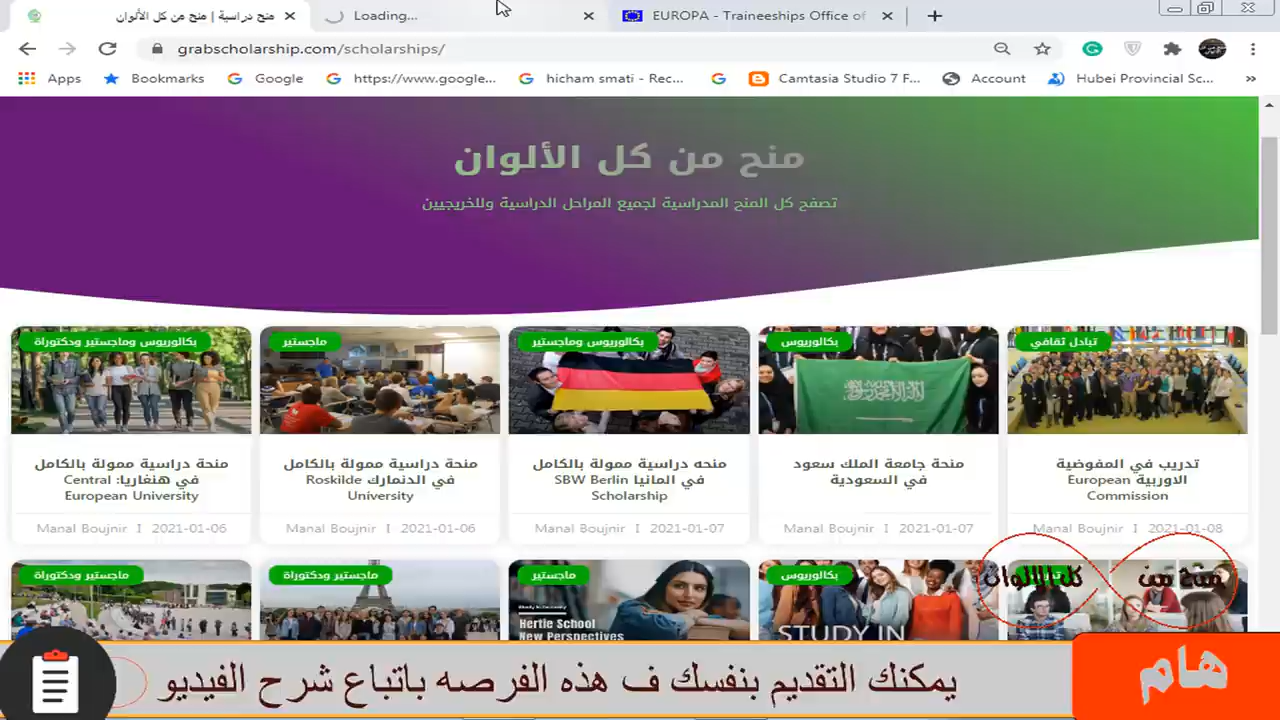 منح دراسية | منح من كل الألوان
Loading...
EUROPA - Traineeships Office of
grabscholarship.com/scholarships/
Apps
Bookmarks
Google
https://www.google...
hicham smati - Rec...
Camtasia Studio 7 F...
Account
Hubei Provincial Sc...
منح من كل الألوان
تصفح كل المنح المدراسية لجميع المراحل الدراسية وللخريجيين
تبادل ثقافي
تدريب في المفوضية
الاوربية European
Commission
Manal Boujnir I 2021-01-08
بكالوريوس
منحة جامعة الملك سعود
في السعودية
Manal Boujnir I 2021-01-07
بكالوريوس وماجستير
منحه دراسية ممولة بالكامل
في المانيا SBW Berlin
Scholarship
Manal Boujnir I 2021-01-07
ماجستير
منحة دراسية ممولة بالكامل
في الدنمارك Roskilde
University
Manal Boujnir I 2021-01-06
بكالوريوس وماجستير ودكتوراة
منحة دراسية ممولة بالكامل
في هنغاريا: Central
European University
Manal Boujnir I 2021-01-06
منح من
كل الالوان
بكالوريوس
STUDY IN
ماجستير
Study in Germany
Hertie School
New Perspectives
ماجستير ودكتوراة
ماجستير ودكتوراة
هام
يمكنك التقديم بنفسك ف هذه الفرصه باتباع شرح الفيديو